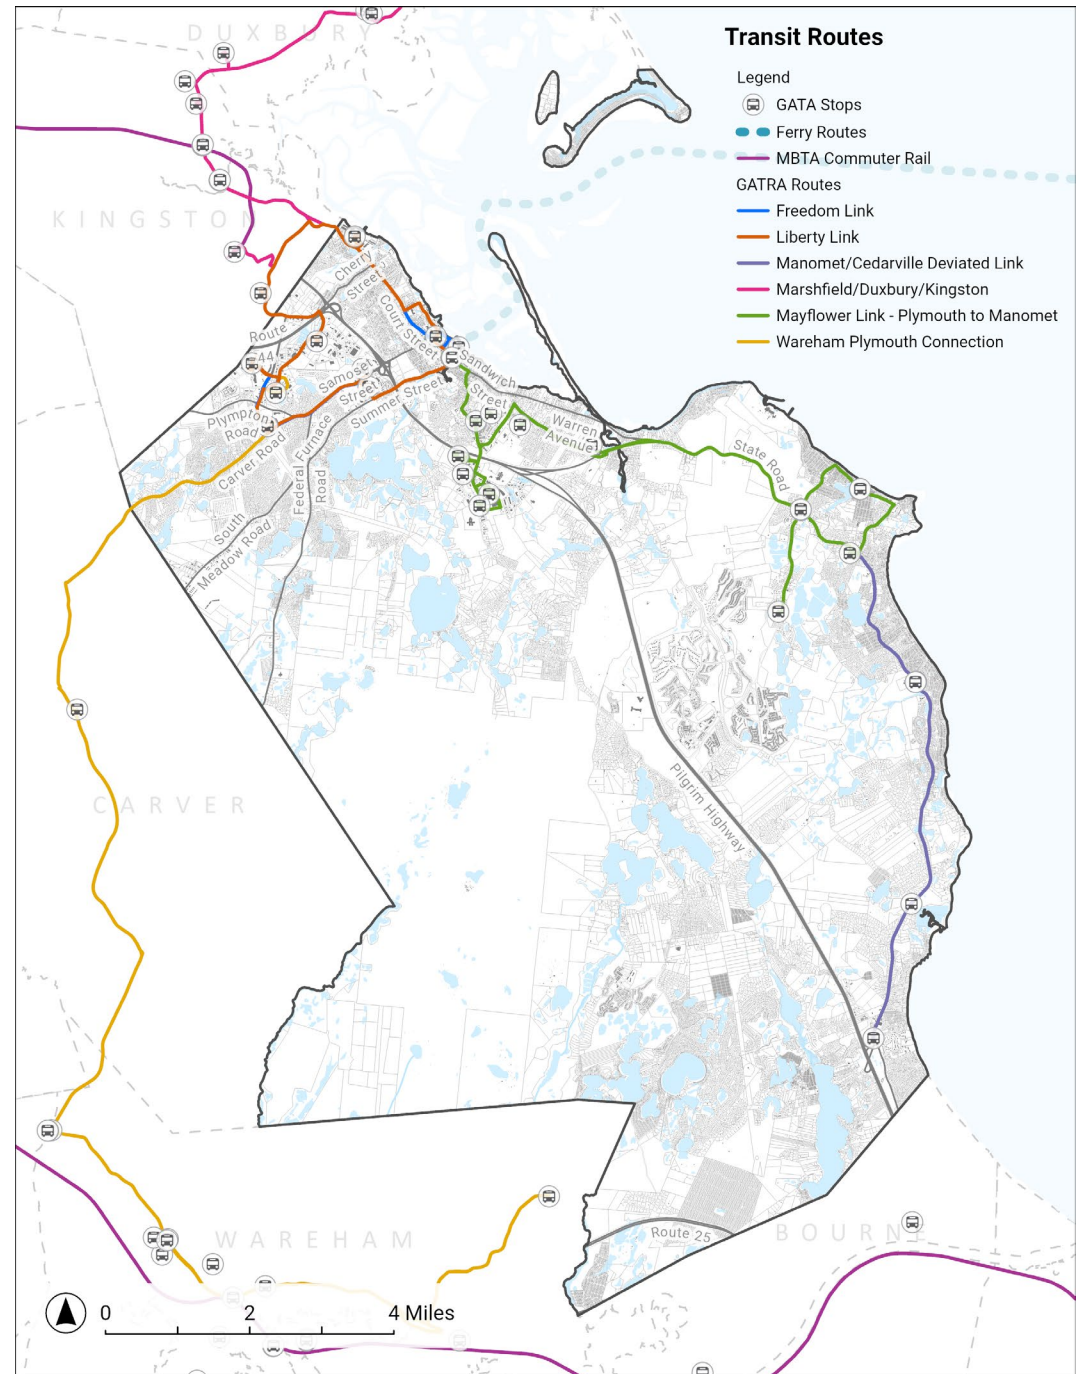 Transit Routes
Legend
GATA Stops
Ferry Routes
MBTA Commuter Rail
GATRA Routes
Freedom Link
Liberty Link
Manomet/Cedarville Deviated Link
Marshfield/Duxbury/Kingston
Mayflower Link - Plymouth to Manomet
Wareham Plymouth Connection
DUXBURY
KINGSTON
Cherry
Street
Court Street
Route
44
Samoset
Street
Summer Street
Sandwich
Street
Warren
Avenue
State Road
Plympton
Road
Carver Road
Federal Furnace
Road
South
Meadow Road
Pilgrim Highway
CARVER
WAREHAM
Route 25
BOURNE
0 2 4 Miles